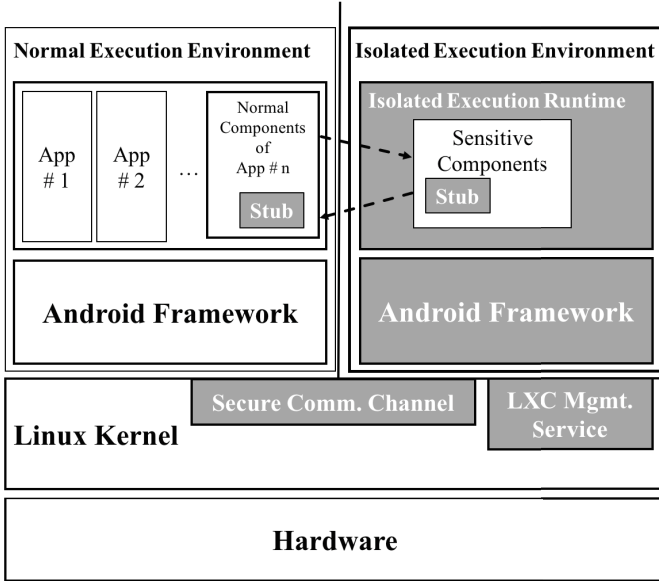 Normal Execution Environment
App
# 1
App
# 2
...
Normal
Components
of
App # n
Stub
Android Framework
Isolated Execution Environment
Isolated Execution Runtime
Sensitive
Components
Stub
Android Framework
Linux Kernel
Secure Comm. Channel
LXC Mgmt.
Service
Hardware